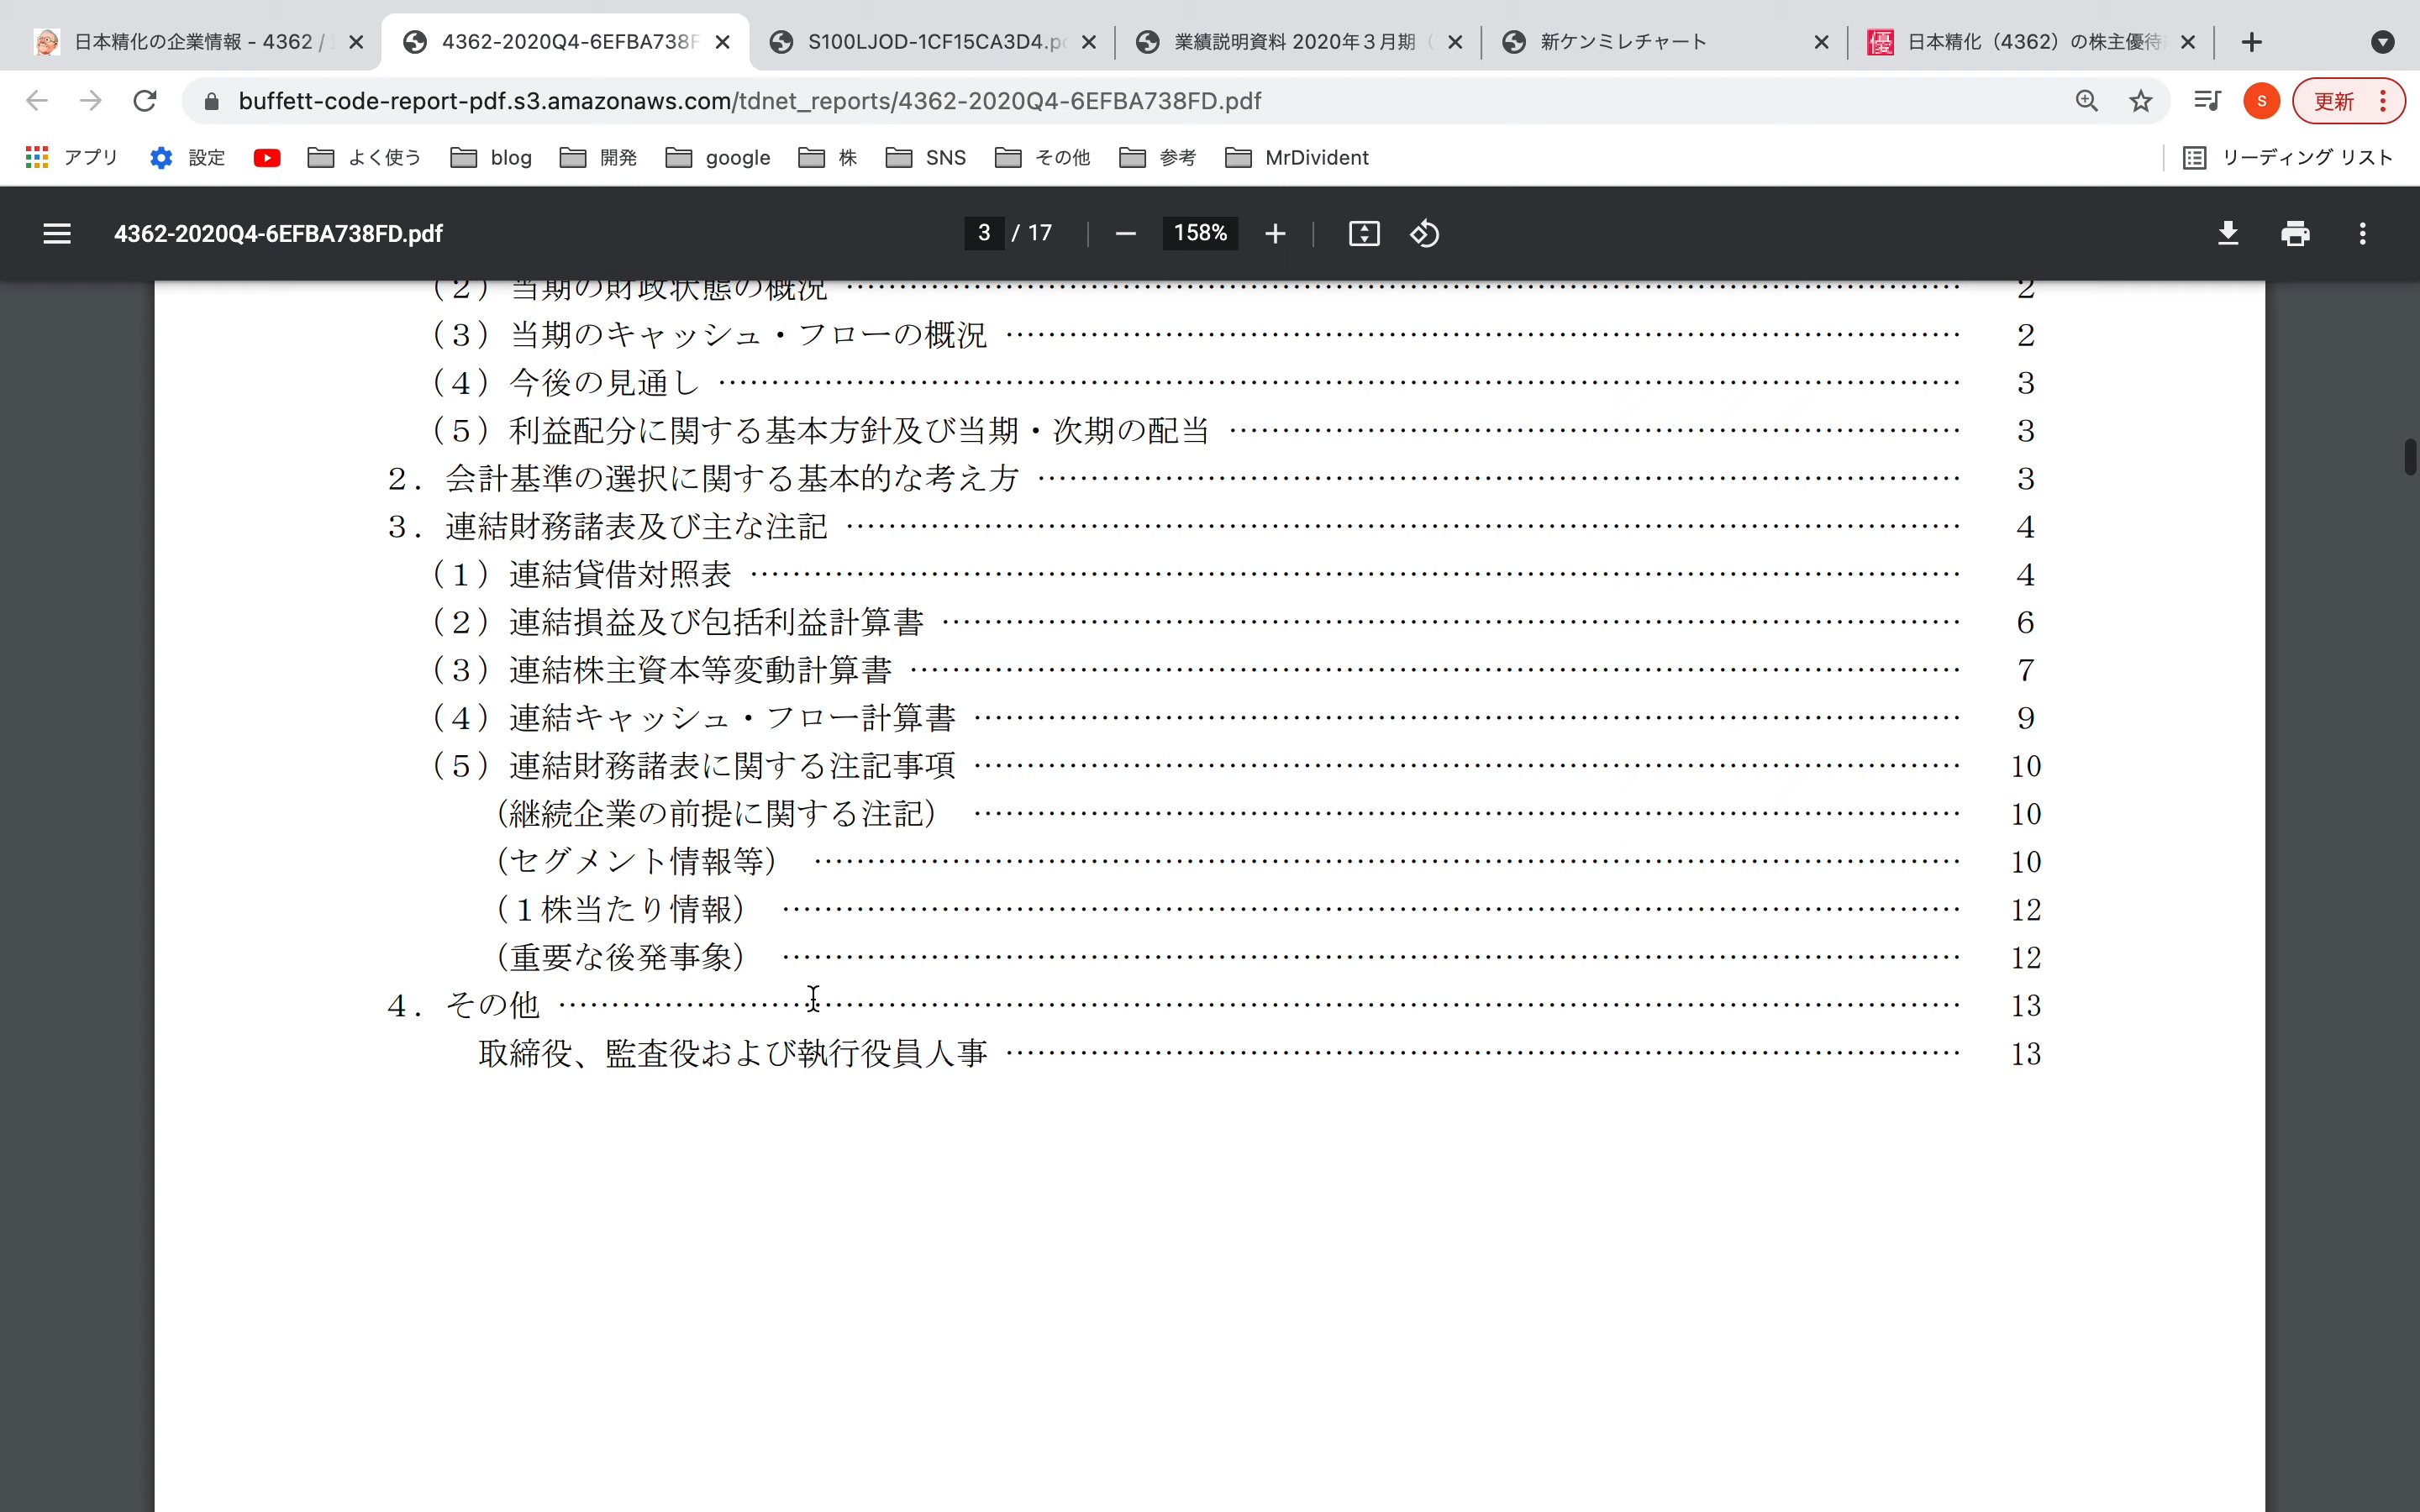 日本精化の企業情報 - 4362 /
4362-2020Q4-6EFBA738F
S100LJOD-1CF15CA3D4.p
業績説明資料 2020年3月期
新ケンミレチャート
日本精化（4362）の株主優待
buffett-code-report-pdf.s3.amazonaws.com/tdnet_reports/4362-2020Q4-6EFBA738FD.pdf
S
更新
アプリ 設定 よく使う blog 開発 google 株 SNS その他 参考 MrDivident リーディング リスト
4362-2020Q4-6EFBA738FD.pdf 3 / 17 158%
（２）当期の財政状態の概況 …………………… 2
（３）当期のキャッシュ・フローの概況 …………………… 2
（４）今後の見通し …………………… 3
（５）利益配分に関する基本方針及び当期・次期の配当 …………………… 3
２．会計基準の選択に関する基本的な考え方 …………………… 3
３．連結財務諸表及び主な注記 …………………… 4
（１）連結貸借対照表 …………………… 4
（２）連結損益及び包括利益計算書 …………………… 6
（３）連結株主資本等変動計算書 …………………… 7
（４）連結キャッシュ・フロー計算書 …………………… 9
（５）連結財務諸表に関する注記事項 …………………… 10
（継続企業の前提に関する注記） …………………… 10
（セグメント情報等） …………………… 10
（１株当たり情報） …………………… 12
（重要な後発事象） …………………… 12
４．その他 …………………… 13
取締役、監査役および執行役員人事 …………………… 13